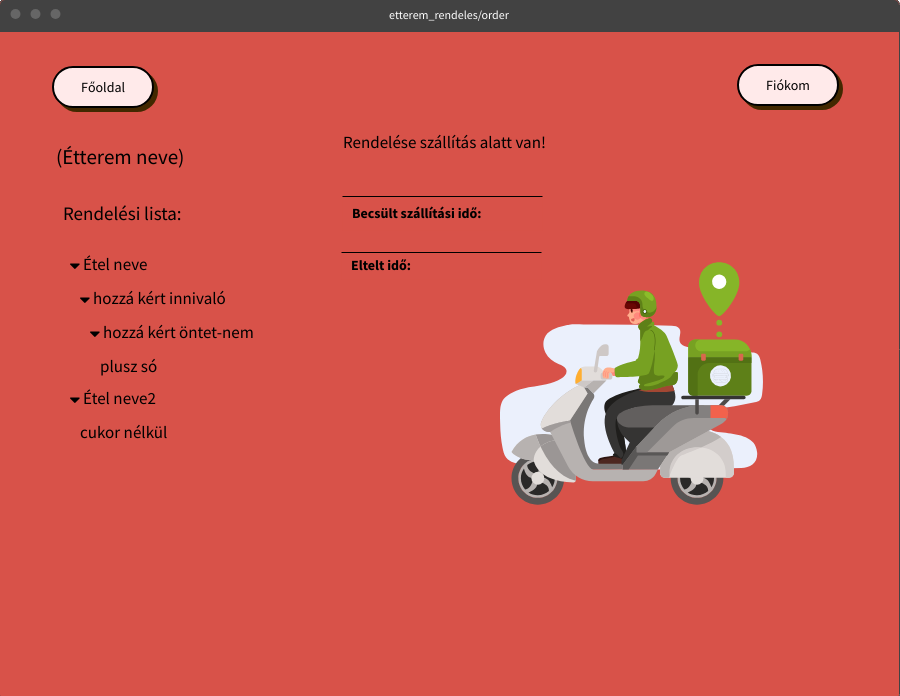 etterem_rendeles/order
Főoldal
Fiókom
(Étterem neve)
Rendelési lista:
Étel neve
hozzá kért innivaló
hozzá kért öntet-nem
plusz só
Étel neve2
cukor nélkül
Rendelése szállítás alatt van!
Becsült szállítási idő:
Eltelt idő: